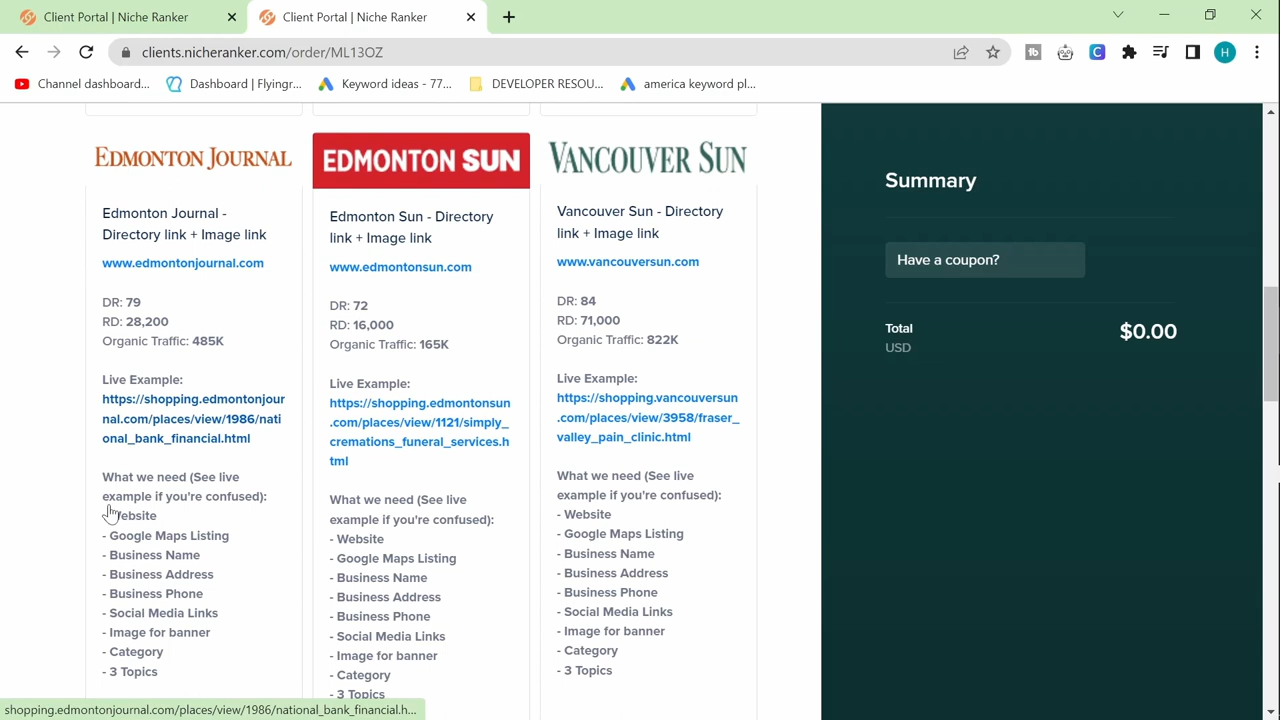 Client Portal | Niche Ranker
Client Portal | Niche Ranker
clients.nicheranker.com/order/ML13OZ
H
Channel dashboard...
Dashboard | Flyingr...
Keyword ideas - 77...
DEVELOPER RESOU...
america keyword pl...
EDMONTON JOURNAL
Edmonton Journal -
Directory link + Image link
www.edmontonjournal.com
DR: 79
RD: 28,200
Organic Traffic: 485K
Live Example:
https://shopping.edmontonjour
nal.com/places/view/1986/nati
onal_bank_financial.html
What we need (See live
example if you're confused):
- Website
- Google Maps Listing
- Business Name
- Business Address
- Business Phone
- Social Media Links
- Image for banner
- Category
- 3 Topics
EDMONTON SUN
Edmonton Sun - Directory
link + Image link
www.edmontonsun.com
DR: 72
RD: 16,000
Organic Traffic: 165K
Live Example:
https://shopping.edmontonsun
.com/places/view/1121/simply_
cremations_funeral_services.h
tml
What we need (See live
example if you're confused):
- Website
- Google Maps Listing
- Business Name
- Business Address
- Business Phone
- Social Media Links
- Image for banner
- Category
- 3 Topics
VANCOUVER SUN
Vancouver Sun - Directory
link + Image link
www.vancouversun.com
DR: 84
RD: 71,000
Organic Traffic: 822K
Live Example:
https://shopping.vancouversun
.com/places/view/3958/fraser_
valley_pain_clinic.html
What we need (See live
example if you're confused):
- Website
- Google Maps Listing
- Business Name
- Business Address
- Business Phone
- Social Media Links
- Image for banner
- Category
- 3 Topics
Summary
Have a coupon?
Total $0.00
USD
shopping.edmontonjournal.com/places/view/1986/national_bank_financial.h...